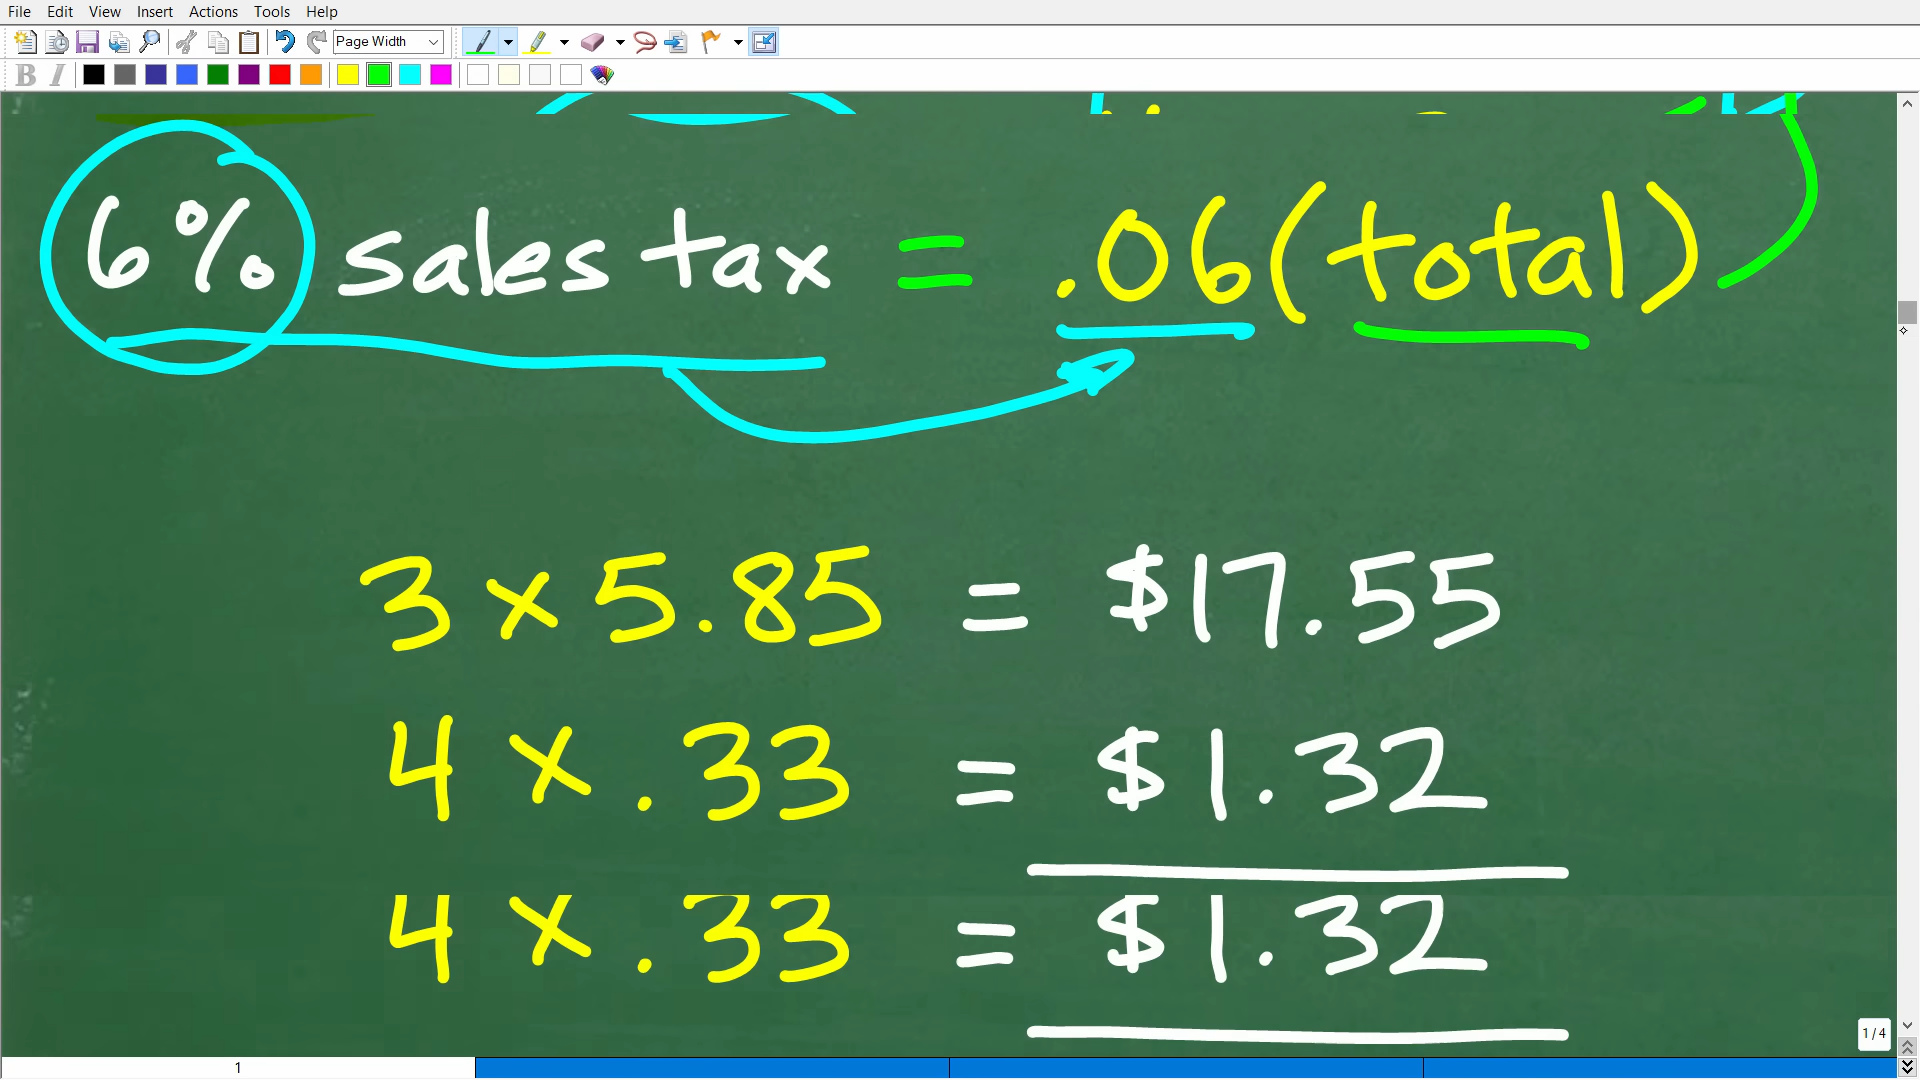 File Edit View Insert Actions Tools Help
Page Width
B I
6% sales tax = .06(total)
3 x 5.85 = $17.55
4 x .33 = $1.32
4 x .33 = $1.32
1 / 4
1